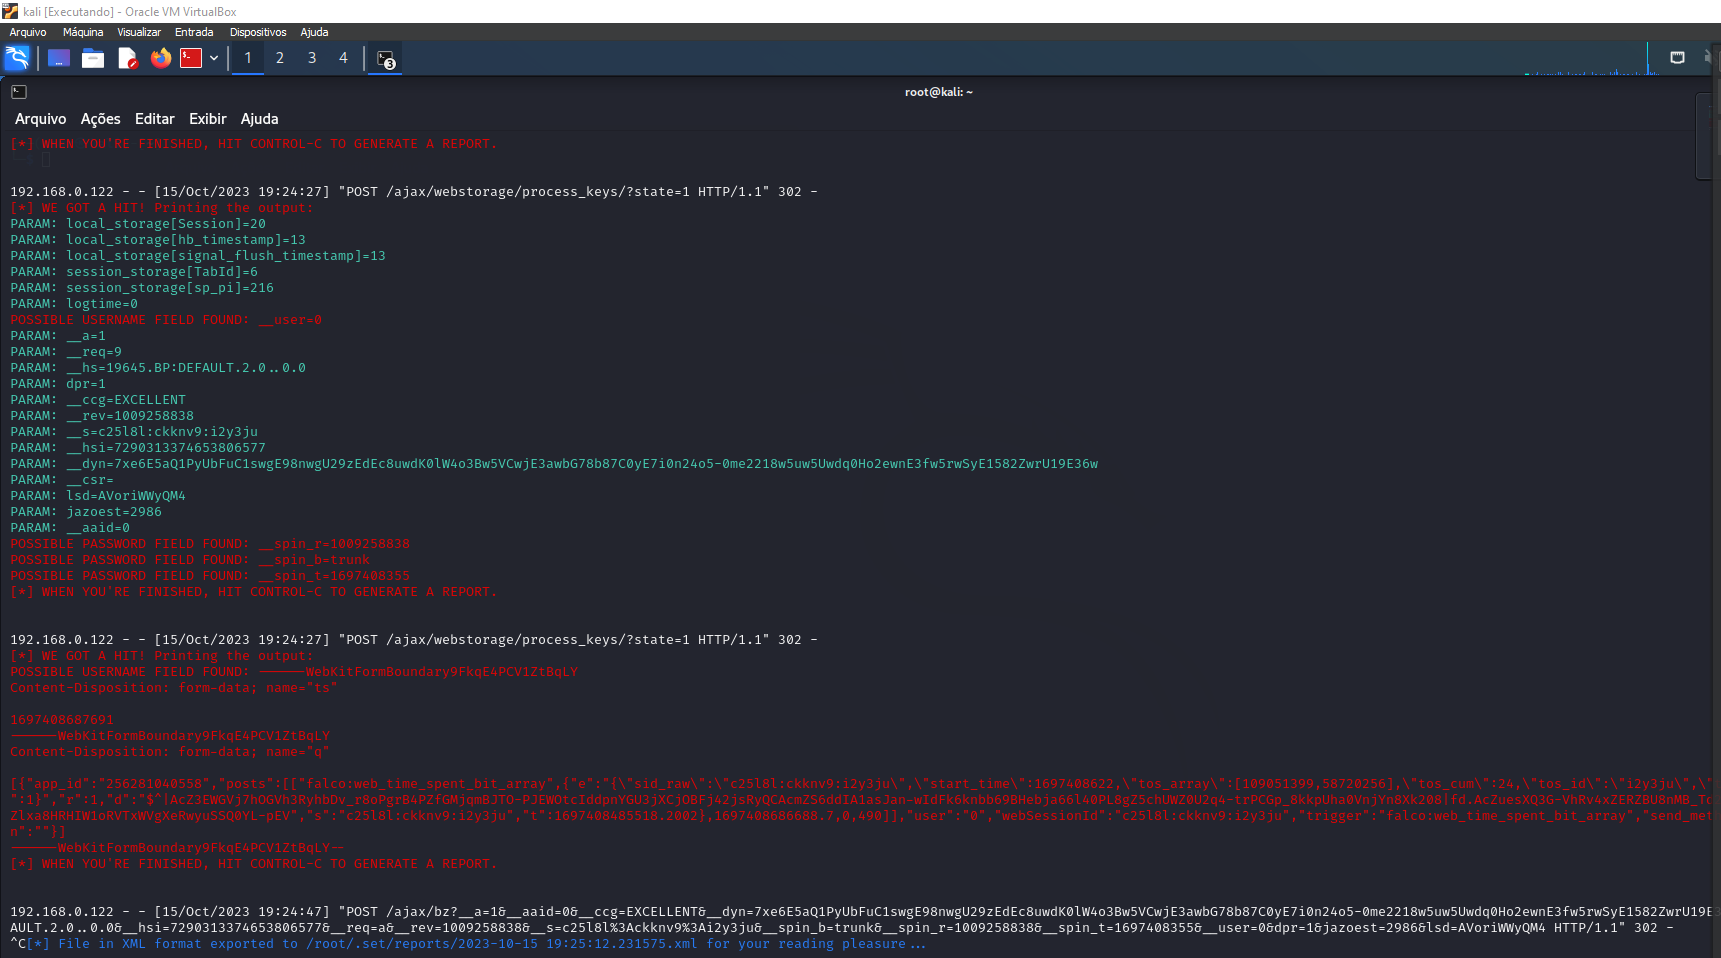 kali [Executando] - Oracle VM VirtualBox
Arquivo Máquina Visualizar Entrada Dispositivos Ajuda
1 2 3 4 3
root@kali: ~
Arquivo Ações Editar Exibir Ajuda
[*] WHEN YOU'RE FINISHED, HIT CONTROL-C TO GENERATE A REPORT.
192.168.0.122 - - [15/Oct/2023 19:24:27] "POST /ajax/webstorage/process_keys/?state=1 HTTP/1.1" 302 -
[*] WE GOT A HIT! Printing the output:
PARAM: local_storage[Session]=20
PARAM: local_storage[hb_timestamp]=13
PARAM: local_storage[signal_flush_timestamp]=13
PARAM: session_storage[TabId]=6
PARAM: session_storage[sp_pi]=216
PARAM: logtime=0
POSSIBLE USERNAME FIELD FOUND: __user=0
PARAM: __a=1
PARAM: __req=9
PARAM: __hs=19645.BP:DEFAULT.2.0..0.0
PARAM: dpr=1
PARAM: __ccg=EXCELLENT
PARAM: __rev=1009258838
PARAM: __s=c25l8l:ckknv9:i2y3ju
PARAM: __hsi=7290313374653806577
PARAM: __dyn=7xe6E5aQ1PyUbFuC1swgE98nwgU29zEdEc8uwdK0lW4o3Bw5VCwjE3awbG78b87C0yE7i0n24o5-0me2218w5uw5Uwdq0Ho2ewnE3fw5rwSyE1582ZwrU19E36w
PARAM: __csr=
PARAM: lsd=AVoriWWyQM4
PARAM: jazoest=2986
PARAM: __aaid=0
POSSIBLE PASSWORD FIELD FOUND: __spin_r=1009258838
POSSIBLE PASSWORD FIELD FOUND: __spin_b=trunk
POSSIBLE PASSWORD FIELD FOUND: __spin_t=1697408355
[*] WHEN YOU'RE FINISHED, HIT CONTROL-C TO GENERATE A REPORT.
192.168.0.122 - - [15/Oct/2023 19:24:27] "POST /ajax/webstorage/process_keys/?state=1 HTTP/1.1" 302 -
[*] WE GOT A HIT! Printing the output:
POSSIBLE USERNAME FIELD FOUND: ------WebKitFormBoundary9FkqE4PCV1ZtBqLY
Content-Disposition: form-data; name="ts"
1697408687691
------WebKitFormBoundary9FkqE4PCV1ZtBqLY
Content-Disposition: form-data; name="q"
[{"app_id":"256281040558","posts":[["falco:web_time_spent_bit_array",{"e":"{\"sid_raw\":\"c25l8l:ckknv9:i2y3ju\",\"start_time\":1697408622,\"tos_array\":[109051399,58720256],\"tos_cum\":24,\"tos_id\":\"i2y3ju\",\"
":1}","r":1,"d":"$^|AcZ3EWGVj7hOGVh3RyhbDv_r8oPgrB4PZfGMjqmBJTO-PJEWOtcIddpnYGU3jXCjOBFj42jsRyQCAcmZS6ddIA1asJan-wIdFk6knbb69BHebja66l40PL8gZ5chUWZ0U2q4-trPCGp_8kkpUha0VnjYn8Xk208|fd.AcZuesXQ3G-VhRv4xZERZBU8nMB_Tc
Zlxa8HRHIW1oRVTxWVgXeRwyuSSQ0YL-pEV","s":"c25l8l:ckknv9:i2y3ju","t":1697408485518.2002},1697408686688.7,0,490]],"user":"0","webSessionId":"c25l8l:ckknv9:i2y3ju","trigger":"falco:web_time_spent_bit_array","send_met
n":""}]
------WebKitFormBoundary9FkqE4PCV1ZtBqLY--
[*] WHEN YOU'RE FINISHED, HIT CONTROL-C TO GENERATE A REPORT.
192.168.0.122 - - [15/Oct/2023 19:24:47] "POST /ajax/bz?__a=1&__aaid=0&__ccg=EXCELLENT&__dyn=7xe6E5aQ1PyUbFuC1swgE98nwgU29zEdEc8uwdK0lW4o3Bw5VCwjE3awbG78b87C0yE7i0n24o5-0me2218w5uw5Uwdq0Ho2ewnE3fw5rwSyE1582ZwrU19E3
AULT.2.0..0.0&__hsi=7290313374653806577&__req=a&__rev=1009258838&__s=c25l8l%3Ackknv9%3Ai2y3ju&__spin_b=trunk&__spin_r=1009258838&__spin_t=1697408355&__user=0&dpr=1&jazoest=2986&lsd=AVoriWWyQM4 HTTP/1.1" 302 -
^C[*] File in XML format exported to /root/.set/reports/2023-10-15 19:25:12.231575.xml for your reading pleasure...